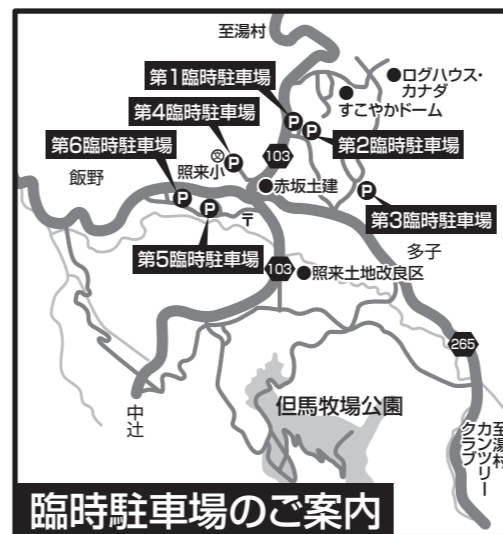 至湯村
第1臨時駐車場
ログハウス・
カナダ
すこやかドーム
第4臨時駐車場
P
P
第2臨時駐車場
第6臨時駐車場
文
照来小
P
103
飯野
赤坂土建
P
P
〒
P
第3臨時駐車場
第5臨時駐車場
多子
103
照来土地改良区
265
但馬牧場公園
中辻
至湯村
カンツリー
クラブ
臨時駐車場のご案内